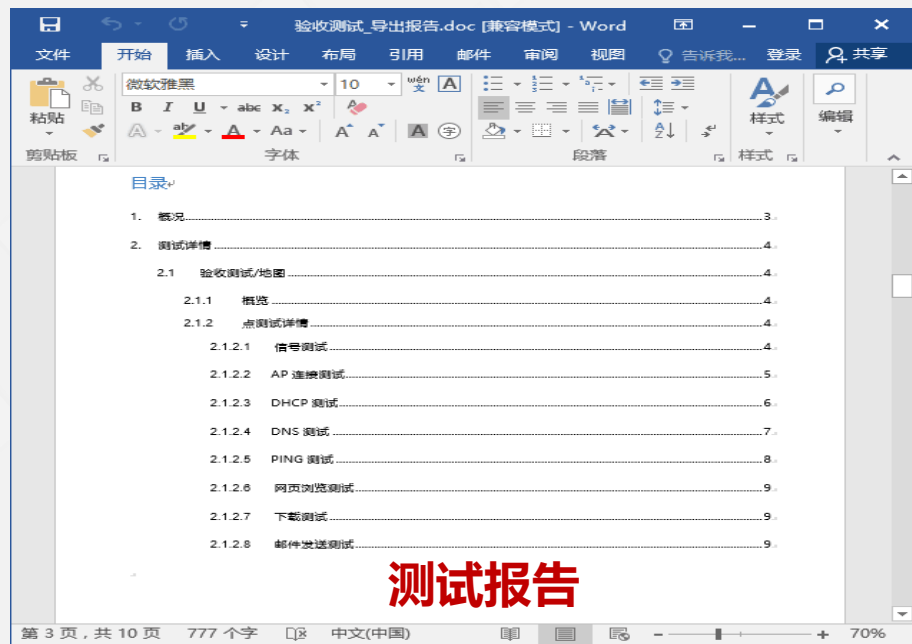 验收测试_导出报告.doc [兼容模式] - Word
文件 开始 插入 设计 布局 引用 邮件 审阅 视图 告诉我... 登录 共享
微软雅黑 10 wén 文 A
粘贴 B I U abc x₂ x² 样式 编辑
A aby A Aa A A A 字
剪贴板 字体 段落 样式
目录
1. 概况 3
2. 测试详情 4
2.1 验收测试/地图 4
2.1.1 概览 4
2.1.2 点测试详情 4
2.1.2.1 信号测试 4
2.1.2.2 AP 连接测试 5
2.1.2.3 DHCP 测试 6
2.1.2.4 DNS 测试 7
2.1.2.5 PING 测试 8
2.1.2.6 网页浏览测试 9
2.1.2.7 下载测试 9
2.1.2.8 邮件发送测试 9
测试报告
第 3 页，共 10 页 777 个字 中文(中国) 70%